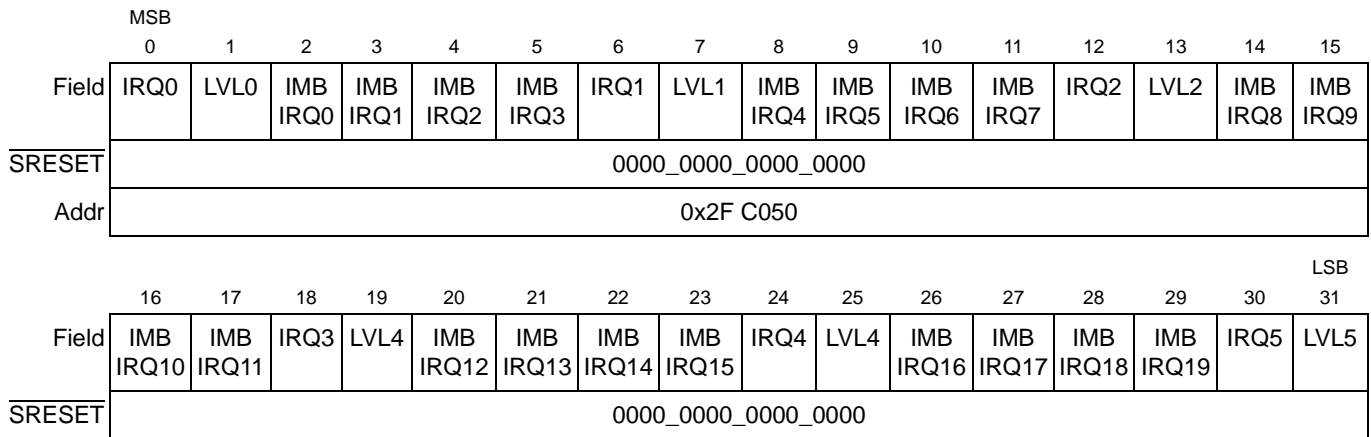 MSB
0 1 2 3 4 5 6 7 8 9 10 11 12 13 14 15
Field IRQ0 LVL0 IMB IMB IMB IMB IRQ1 LVL1 IMB IMB IMB IMB IRQ2 LVL2 IMB IMB
IRQ0 IRQ1 IRQ2 IRQ3 IRQ4 IRQ5 IRQ6 IRQ7 IRQ8 IRQ9
SRESET 0000_0000_0000_0000
Addr 0x2F C050
LSB
16 17 18 19 20 21 22 23 24 25 26 27 28 29 30 31
Field IMB IMB IRQ3 LVL4 IMB IMB IMB IMB IRQ4 LVL4 IMB IMB IMB IMB IRQ5 LVL5
IRQ10 IRQ11 IRQ12 IRQ13 IRQ14 IRQ15 IRQ16 IRQ17 IRQ18 IRQ19
SRESET 0000_0000_0000_0000